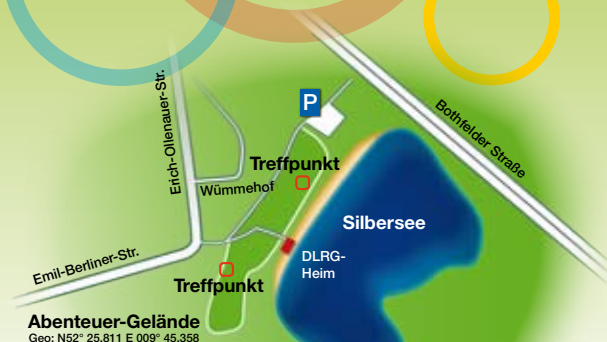 P
Bothfelder Straße
Erich-Ollenauer-Str.
Treffpunkt
Wümmehof
Silbersee
DLRG-
Heim
Emil-Berliner-Str.
Treffpunkt
Abenteuer-Gelände
Geo: N52° 25.811 E 009° 45.358